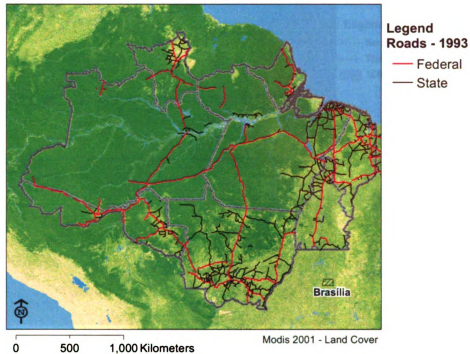 Legend
Roads - 1993
Federal
State
Brasilia
Modis 2001 - Land Cover
0 500 1,000 Kilometers